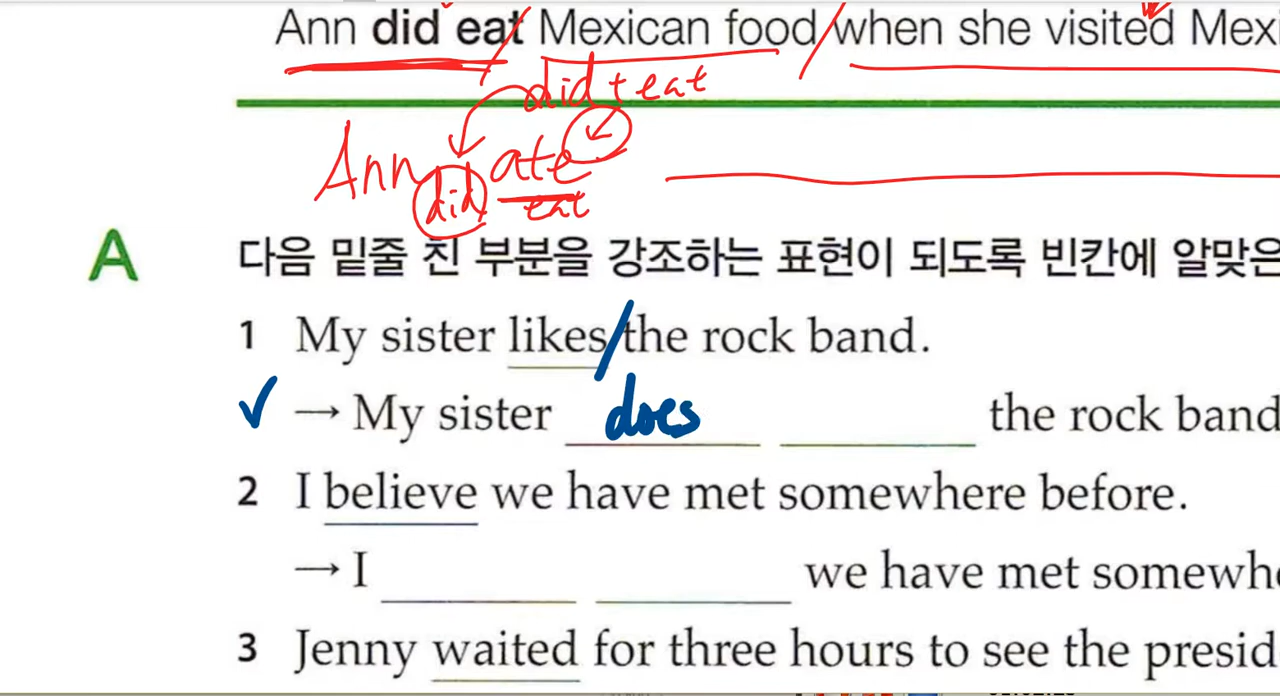 Ann did eat Mexican food when she visited Mexi
did + eat
Ann did ate
eat
A 다음 밑줄 친 부분을 강조하는 표현이 되도록 빈칸에 알맞은
1 My sister likes the rock band.
→ My sister does the rock band
2 I believe we have met somewhere before.
→ I we have met somewhe
3 Jenny waited for three hours to see the presid